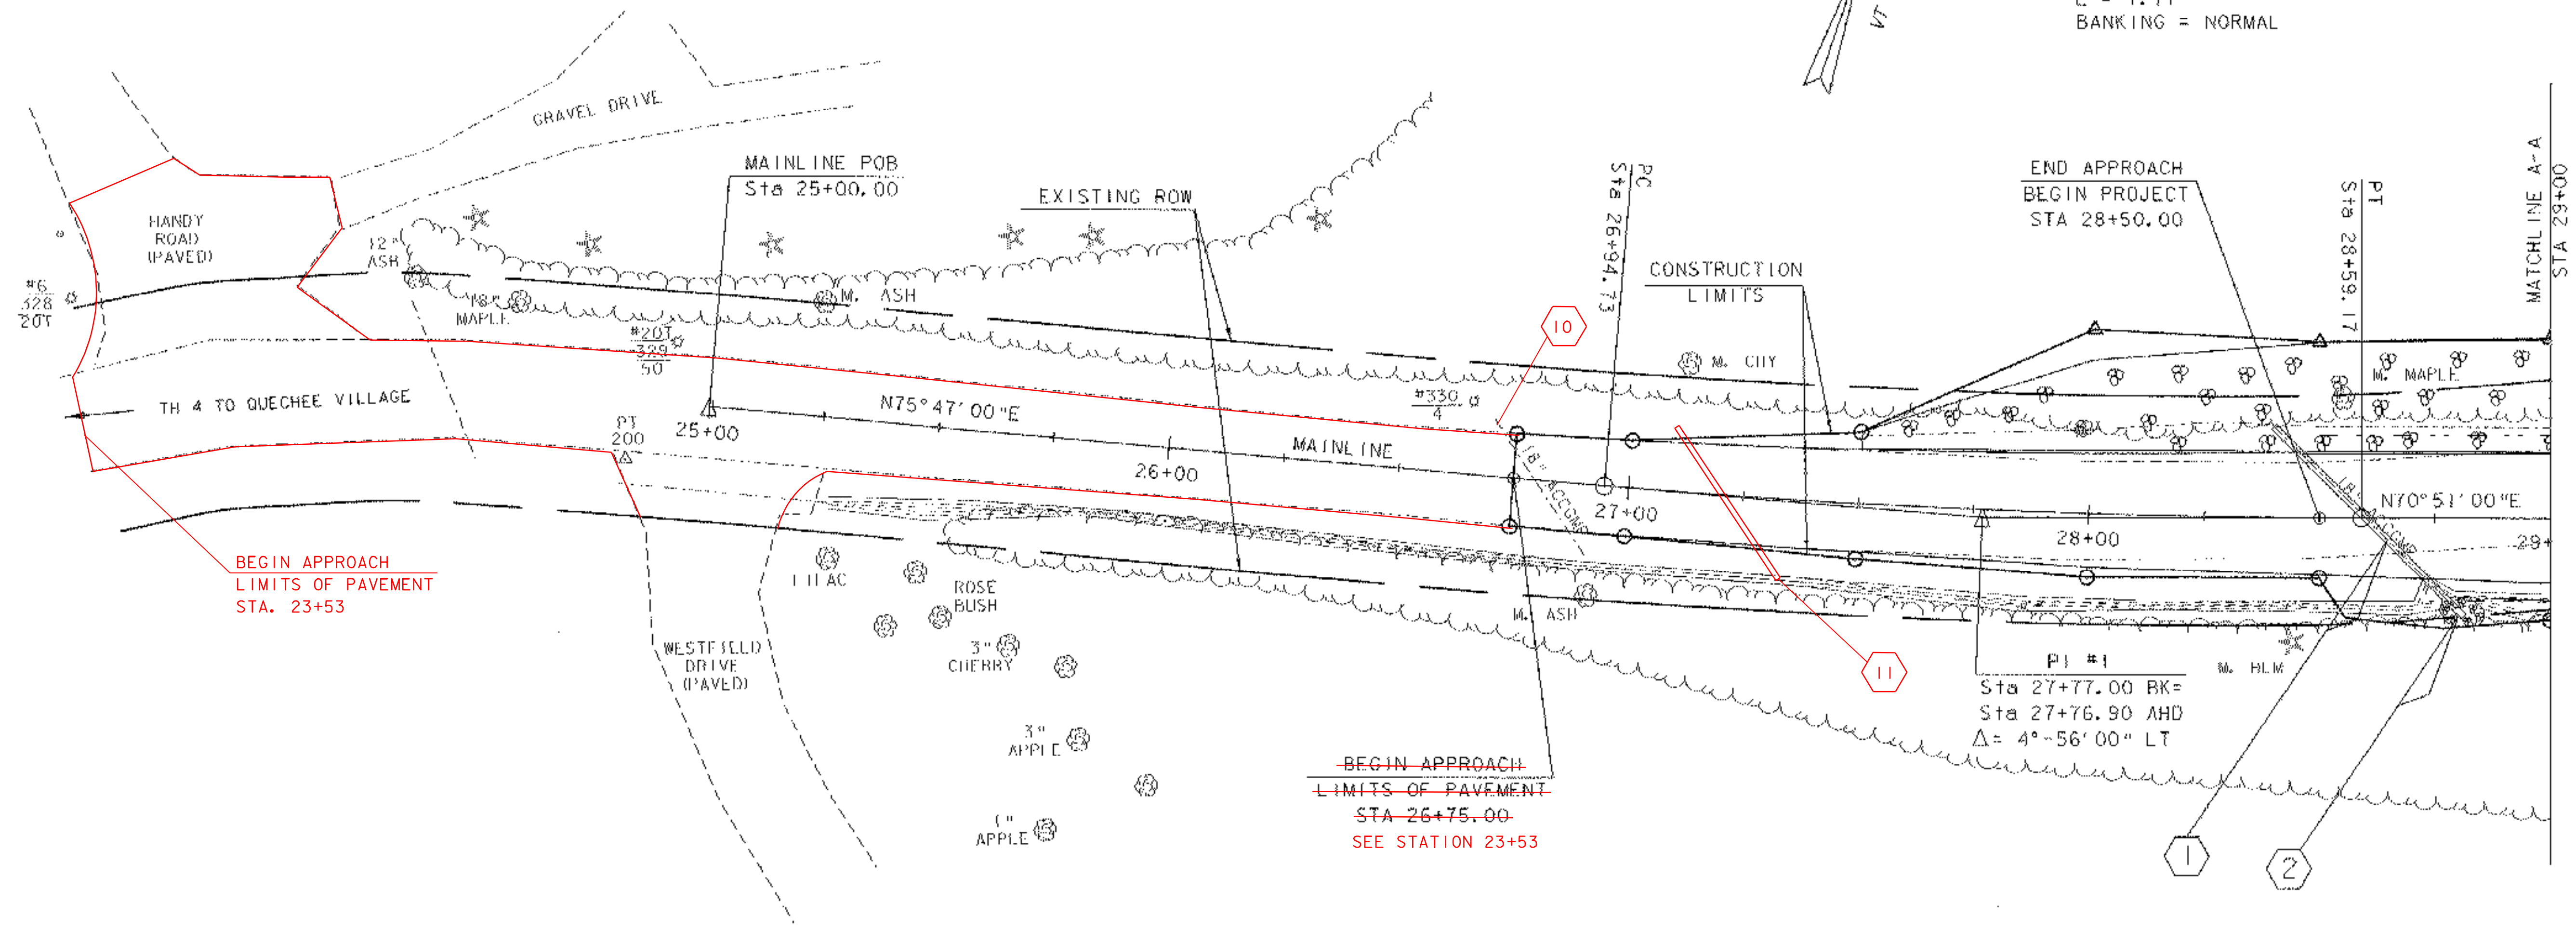 BANKING = NORMAL
GRAVEL DRIVE
MAINLINE POB
Sta 25+00.00
EXISTING ROW
PC
Sta 26+94.73
END APPROACH
BEGIN PROJECT
STA 28+50.00
PT
Sta 28+59.17
MATCHLINE A-A
STA 29+00
HANDY
ROAD
(PAVED)
12"
ASH
#6
328
20T
18"
MAPLE
M. ASH
#20T
329
50
CONSTRUCTION
LIMITS
10
M. CITY
#330
4
M. MAPLE
TH 4 TO QUECHEE VILLAGE
PT
200
25+00
N75°47'00"E
26+00
MAINLINE
18" ACCGMP
27+00
28+00
N70°51'00"E
29+
BEGIN APPROACH
LIMITS OF PAVEMENT
STA. 23+53
LILAC
ROSE
BUSH
3"
CHERRY
WESTFIELD
DRIVE
(PAVED)
M. ASH
11
PI #1
Sta 27+77.00 BK=
Sta 27+76.90 AHD
Δ= 4°-56'00" LT
3"
APPLE
BEGIN APPROACH
LIMITS OF PAVEMENT
STA 26+75.00
SEE STATION 23+53
APPLE
1
2